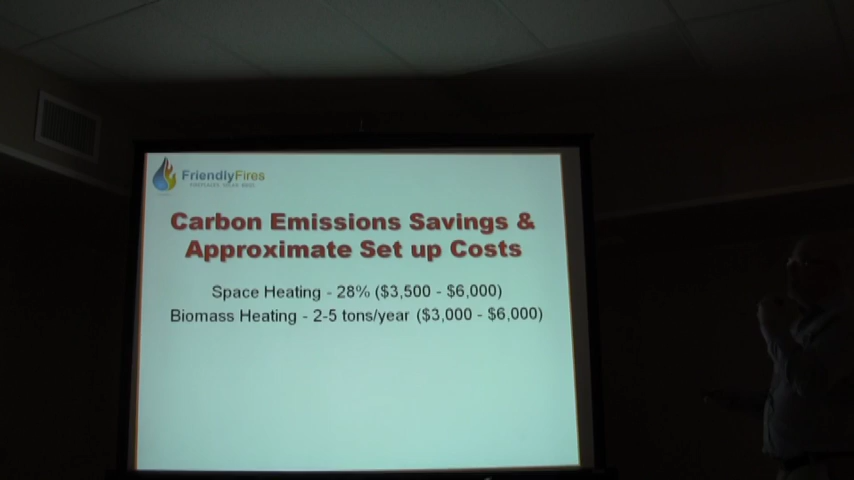 FriendlyFires
Carbon Emissions Savings &
Approximate Set up Costs
Space Heating - 28% ($3,500 - $6,000)
Biomass Heating - 2-5 tons/year ($3,000 - $6,000)